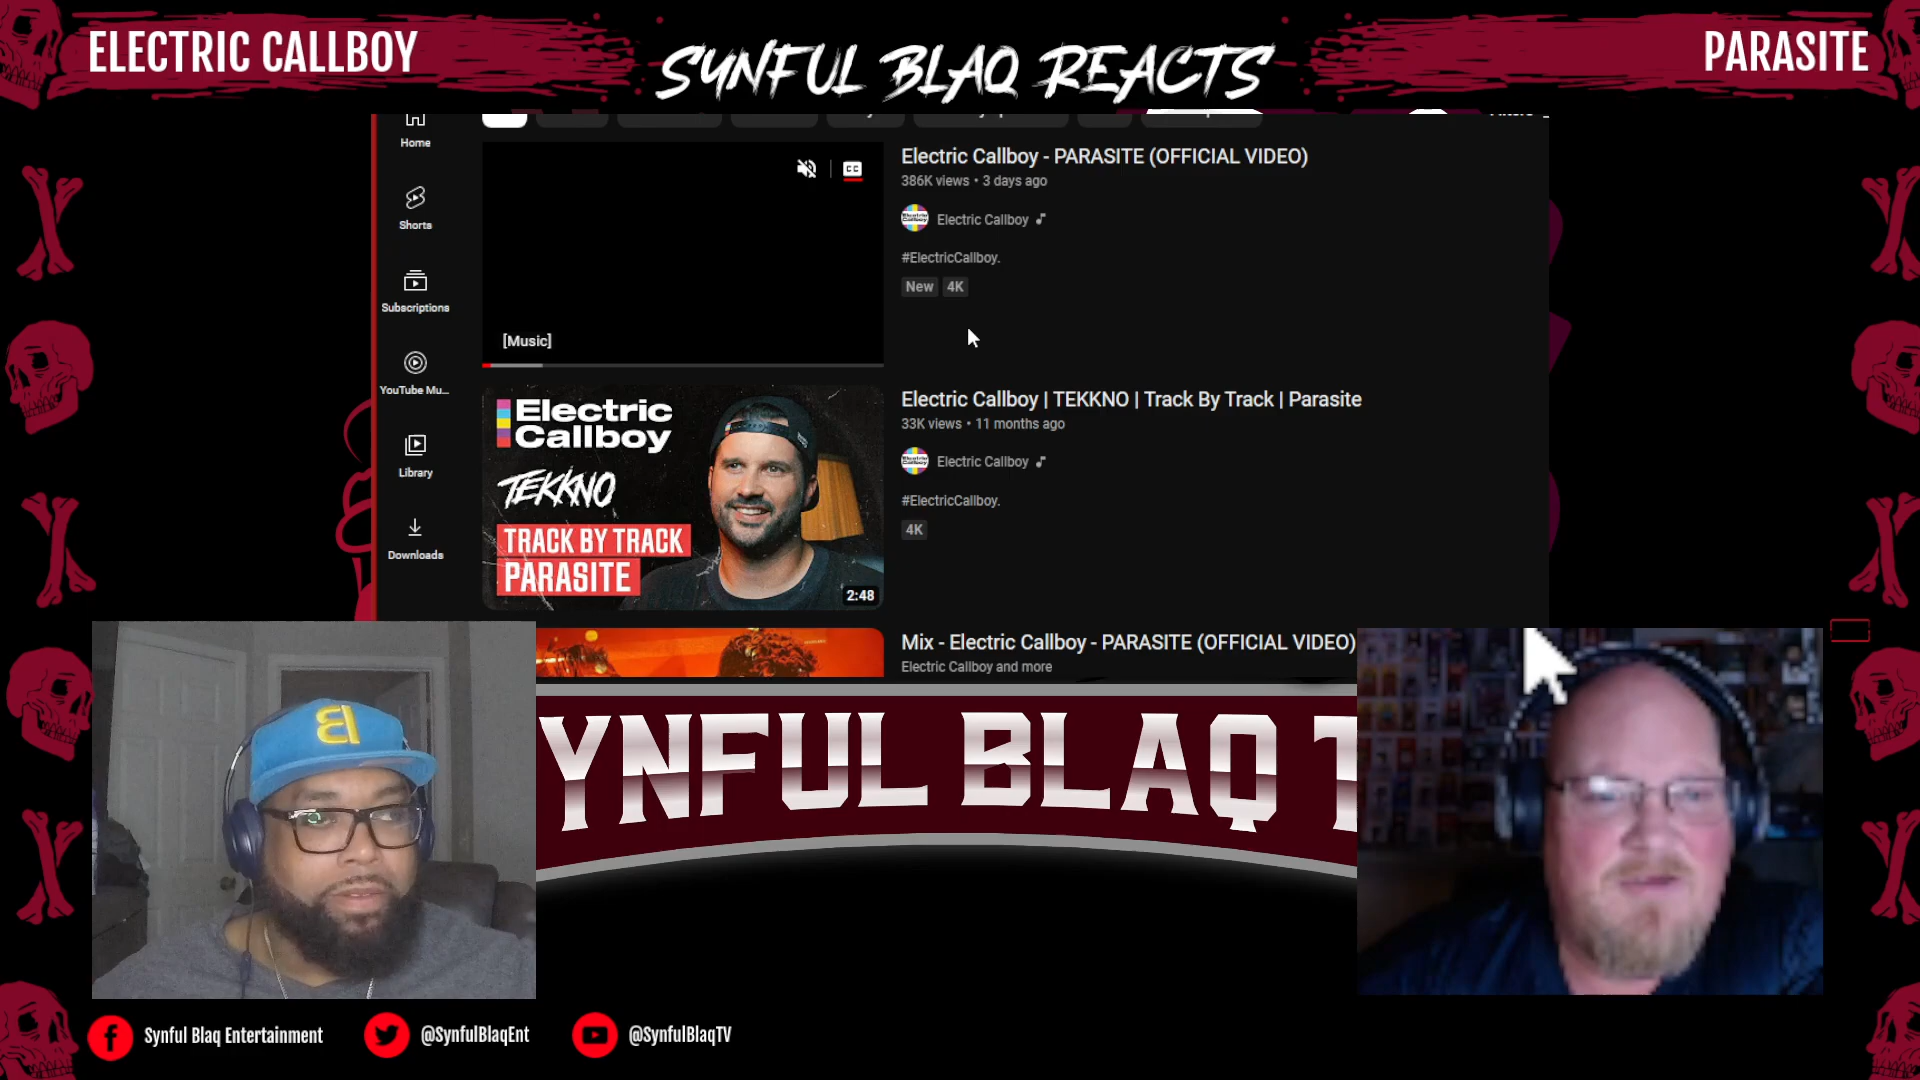 ELECTRIC CALLBOY
SYNFUL BLAQ REACTS
PARASITE
Home
Shorts
Subscriptions
YouTube Mu...
Library
Downloads
CC
[Music]
Electric Callboy - PARASITE (OFFICIAL VIDEO)
386K views • 3 days ago
Electric Callboy
#ElectricCallboy.
New 4K
Electric
Callboy
TEKKNO
TRACK BY TRACK
PARASITE
2:48
Electric Callboy | TEKKNO | Track By Track | Parasite
33K views • 11 months ago
Electric Callboy
#ElectricCallboy.
4K
Mix - Electric Callboy - PARASITE (OFFICIAL VIDEO)
Electric Callboy and more
YNFUL BLAQ T
Synful Blaq Entertainment
@SynfulBlaqEnt
@SynfulBlaqTV